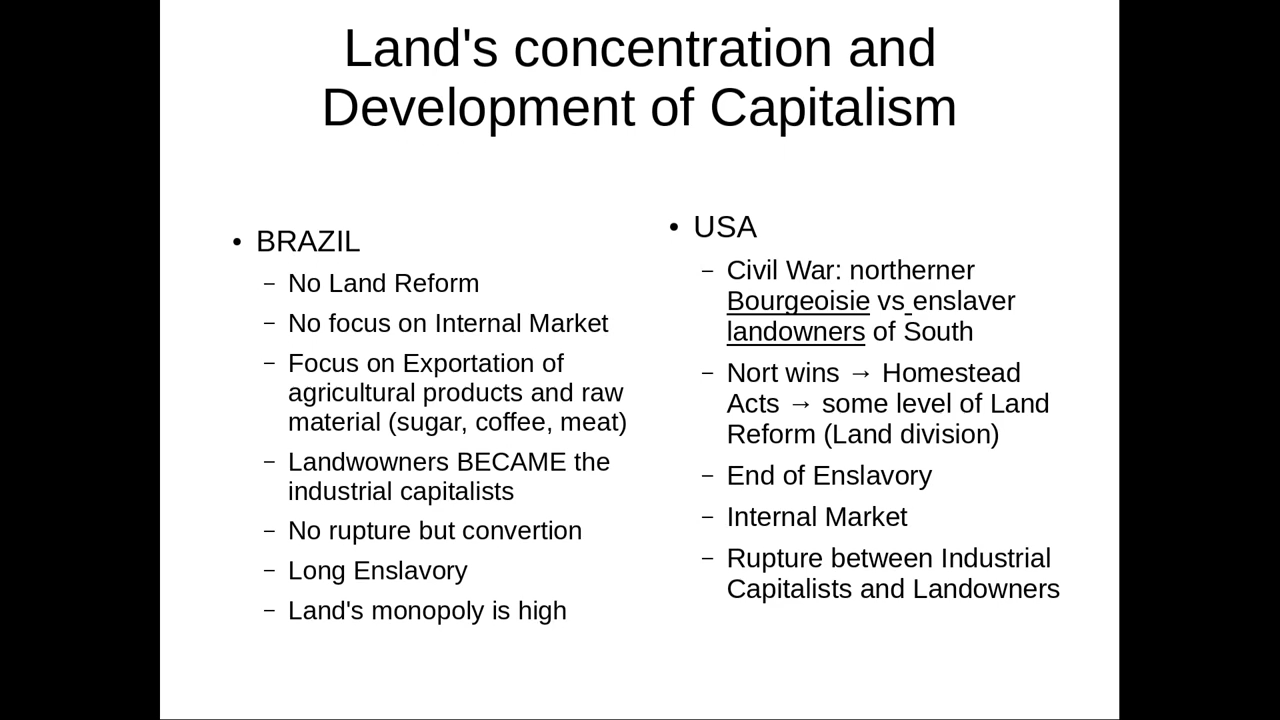 Land's concentration and
Development of Capitalism
• BRAZIL
– No Land Reform
– No focus on Internal Market
– Focus on Exportation of
agricultural products and raw
material (sugar, coffee, meat)
– Landwowners BECAME the
industrial capitalists
– No rupture but convertion
– Long Enslavory
– Land's monopoly is high
• USA
– Civil War: northerner
Bourgeoisie vs enslaver
landowners of South
– Nort wins → Homestead
Acts → some level of Land
Reform (Land division)
– End of Enslavory
– Internal Market
– Rupture between Industrial
Capitalists and Landowners